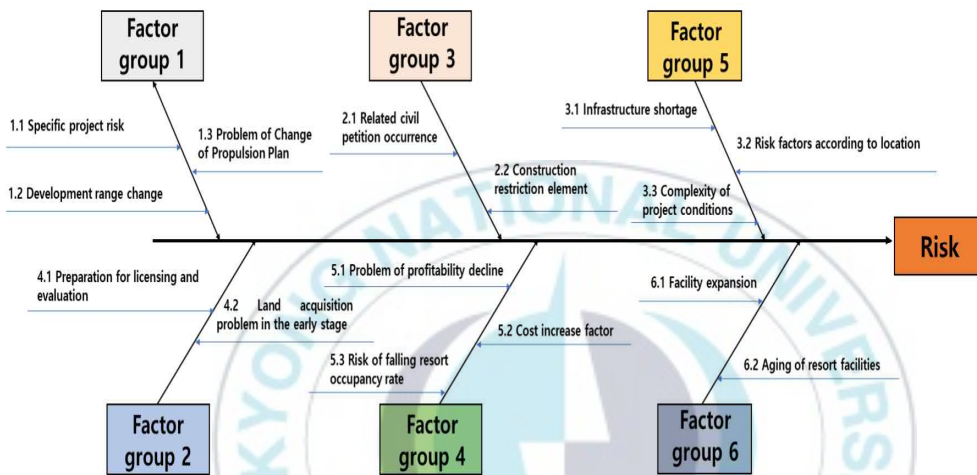 Factor
group 1
Factor
group 3
Factor
group 5
1.1 Specific project risk
1.3 Problem of Change
of Propulsion Plan
1.2 Development range change
2.1 Related civil
petition occurrence
2.2 Construction
restriction element
3.1 Infrastructure shortage
3.2 Risk factors according to location
3.3 Complexity of
project conditions
Risk
4.1 Preparation for licensing and
evaluation
4.2 Land acquisition
problem in the early stage
5.1 Problem of profitability decline
5.2 Cost increase factor
5.3 Risk of falling resort
occupancy rate
6.1 Facility expansion
6.2 Aging of resort facilities
Factor
group 2
Factor
group 4
Factor
group 6
KYONG NATIONAL UNIVERS